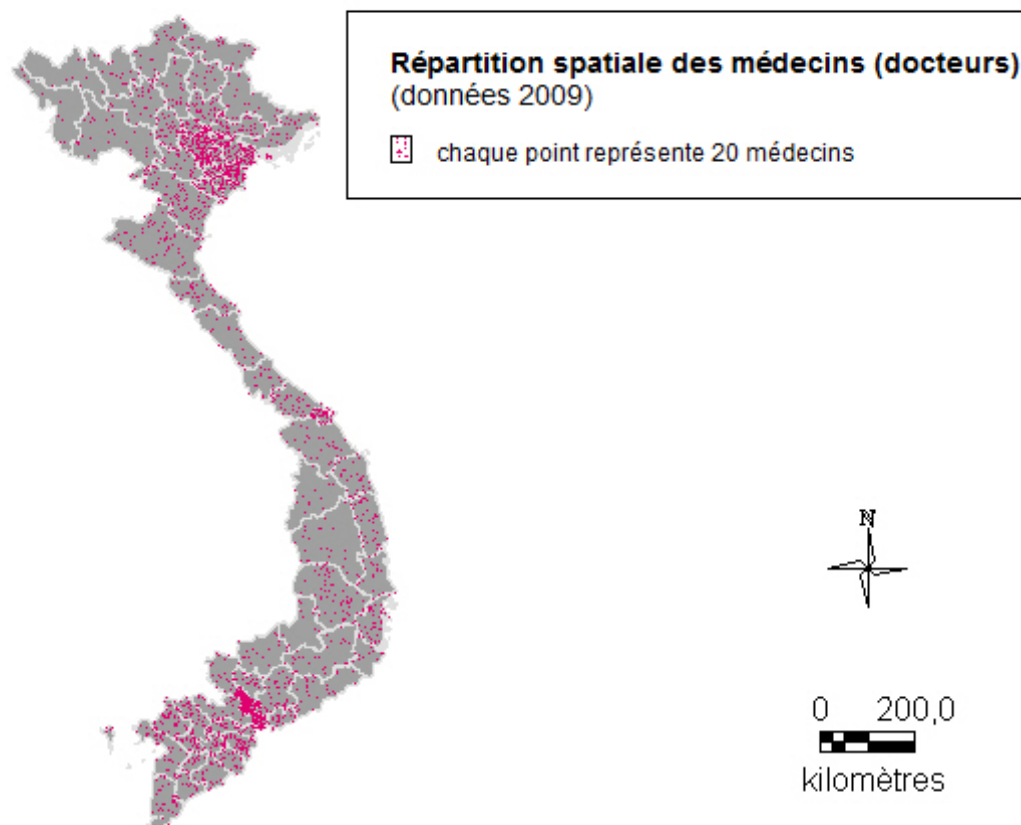 Répartition spatiale des médecins (docteurs)
(données 2009)
chaque point représente 20 médecins
N
0 200,0
kilomètres